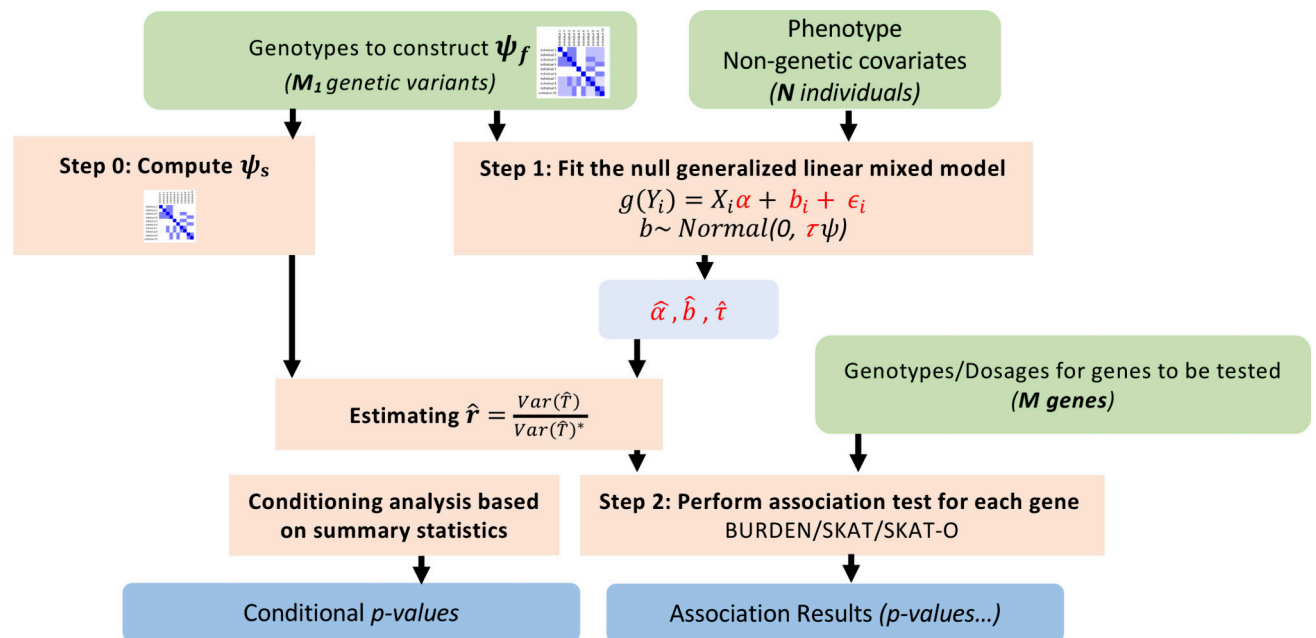 Genotypes to construct ψf
(M₁ genetic variants)
Phenotype
Non-genetic covariates
(N individuals)
Step 0: Compute ψs
Step 1: Fit the null generalized linear mixed model
g(Yᵢ) = Xᵢα + bᵢ + ϵᵢ
b~ Normal(0, τψ)
α̂ , b̂ , τ̂
Genotypes/Dosages for genes to be tested
(M genes)
Estimating r̂ = Var(T̂) / Var(T̂)*
Conditioning analysis based
on summary statistics
Step 2: Perform association test for each gene
BURDEN/SKAT/SKAT-O
Conditional p-values
Association Results (p-values...)